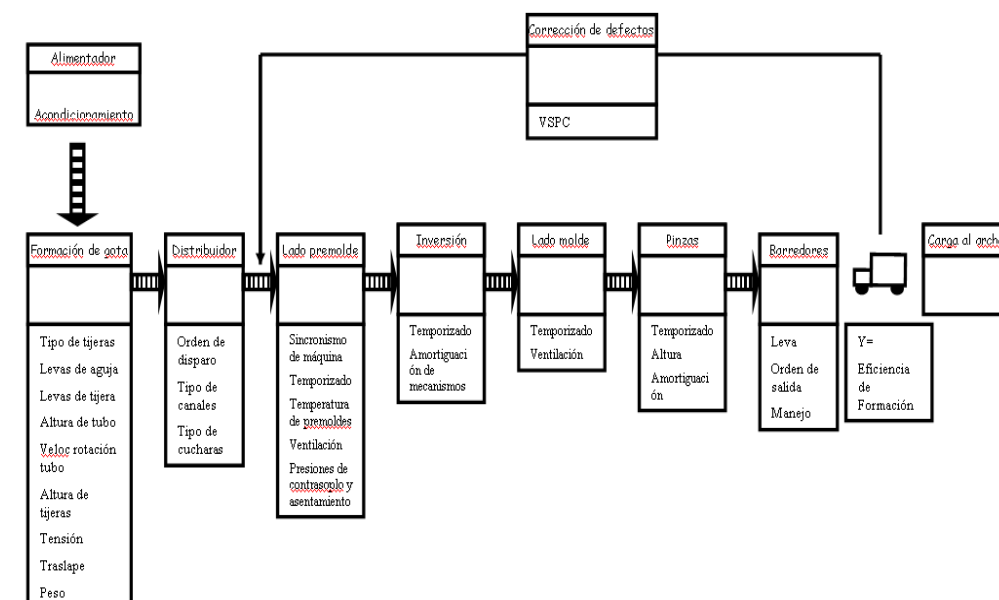 Corrección de defectos
VSPC
Alimentador
Acondicionamiento
Formación de gota
Tipo de tijeras
Levas de aguja
Levas de tijera
Altura de tubo
Veloc rotación
tubo
Altura de
tijeras
Tensión
Traslape
Peso
Distribuidor
Orden de
disparo
Tipo de
canales
Tipo de
cucharas
Lado premolde
Sincronismo
de máquina
Temporizado
Temperatura
de premoldes
Ventilación
Presiones de
contrasoplo y
asentamiento
Inversión
Temporizado
Amortiguaci
ón de
mecanismos
Lado molde
Temporizado
Ventilación
Pinzas
Temporizado
Altura
Amortiguaci
ón
Barredores
Leva
Orden de
salida
Manejo
Y=
Eficiencia
de
Formación
Carga al arch